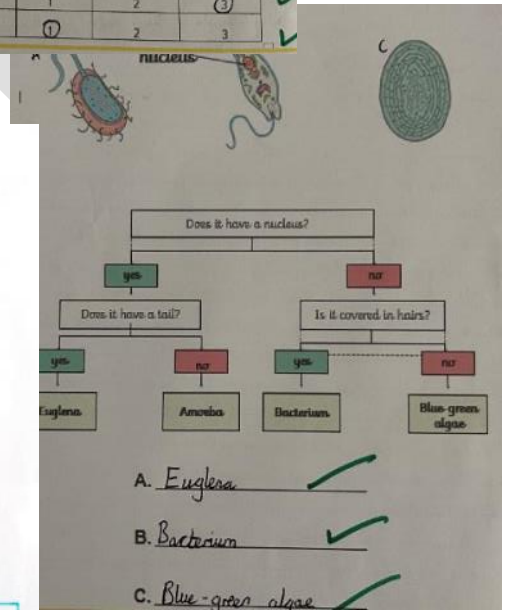 1 2 3
1 2 3
nucleus
C
Does it have a nucleus?
yes no
Does it have a tail? Is it covered in hairs?
yes no yes no
Euglena Amoeba Bacterium Blue-green algae
A. Euglena
B. Bacterium
C. Blue-green algae